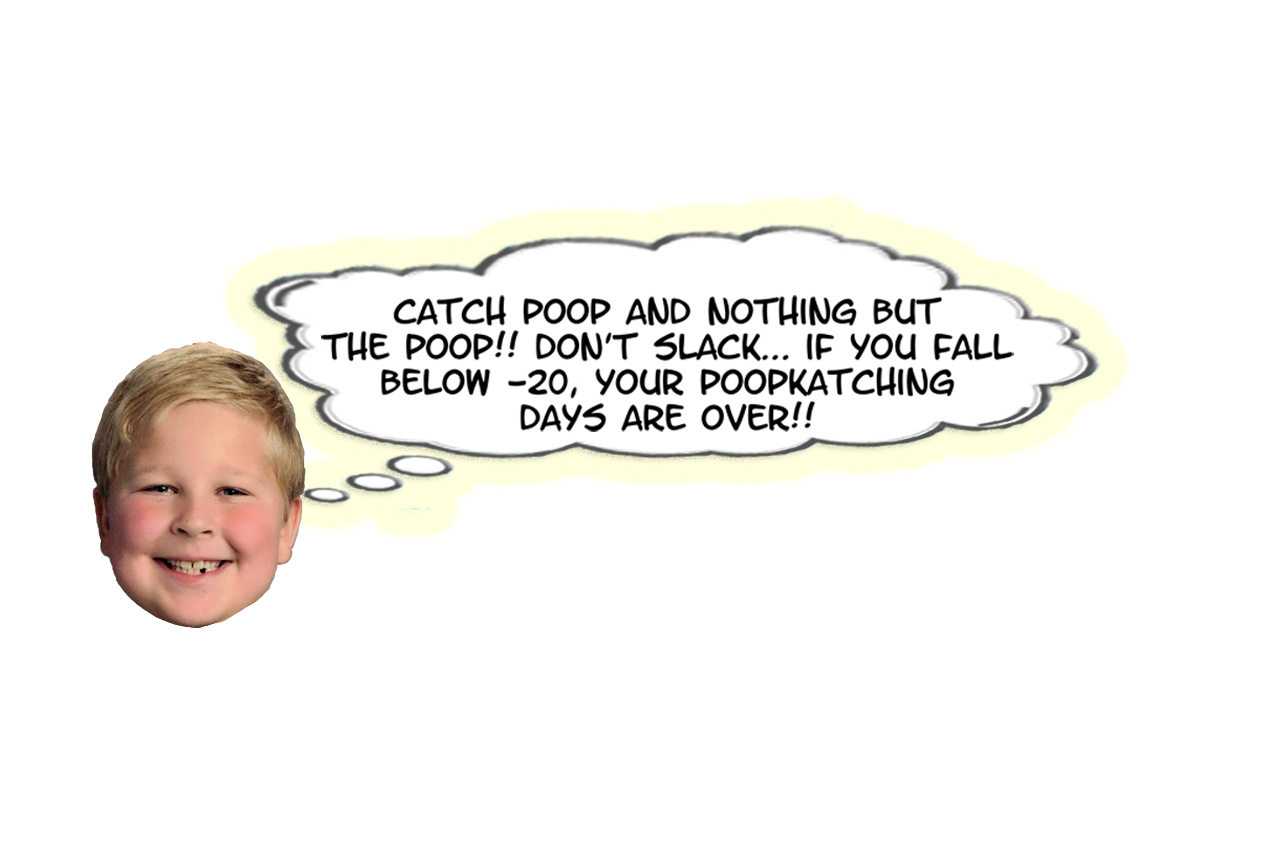 CATCH POOP AND NOTHING BUT
THE POOP!! DON'T SLACK... IF YOU FALL
BELOW -20, YOUR POOPKATCHING
DAYS ARE OVER!!